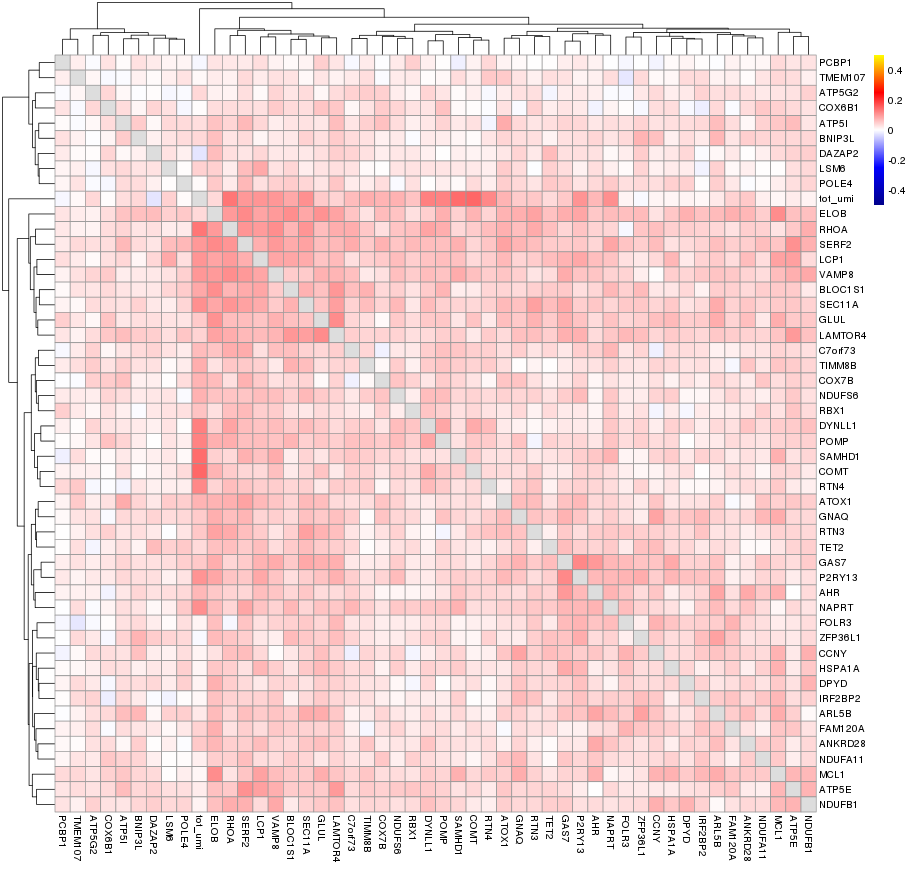 PCBP1
TMEM107
ATP5G2
COX6B1
ATP5I
BNIP3L
DAZAP2
LSM6
POLE4
tot_umi
ELOB
RHOA
SERF2
LCP1
VAMP8
BLOC1S1
SEC11A
GLUL
LAMTOR4
C7orf73
TIMM8B
COX7B
NDUFS6
RBX1
DYNLL1
POMP
SAMHD1
COMT
RTN4
ATOX1
GNAQ
RTN3
TET2
GAS7
P2RY13
AHR
NAPRT
FOLR3
ZFP36L1
CCNY
HSPA1A
DPYD
IRF2BP2
ARL5B
FAM120A
ANKRD28
NDUFA11
MCL1
ATP5E
NDUFB1
0.4
0.2
0
-0.2
-0.4
PCBP1
TMEM107
ATP5G2
COX6B1
ATP5I
BNIP3L
DAZAP2
LSM6
POLE4
tot_umi
ELOB
RHOA
SERF2
LCP1
VAMP8
BLOC1S1
SEC11A
GLUL
LAMTOR4
C7orf73
TIMM8B
COX7B
NDUFS6
RBX1
DYNLL1
POMP
SAMHD1
COMT
RTN4
ATOX1
GNAQ
RTN3
TET2
GAS7
P2RY13
AHR
NAPRT
FOLR3
ZFP36L1
CCNY
HSPA1A
DPYD
IRF2BP2
ARL5B
FAM120A
ANKRD28
NDUFA11
MCL1
ATP5E
NDUFB1